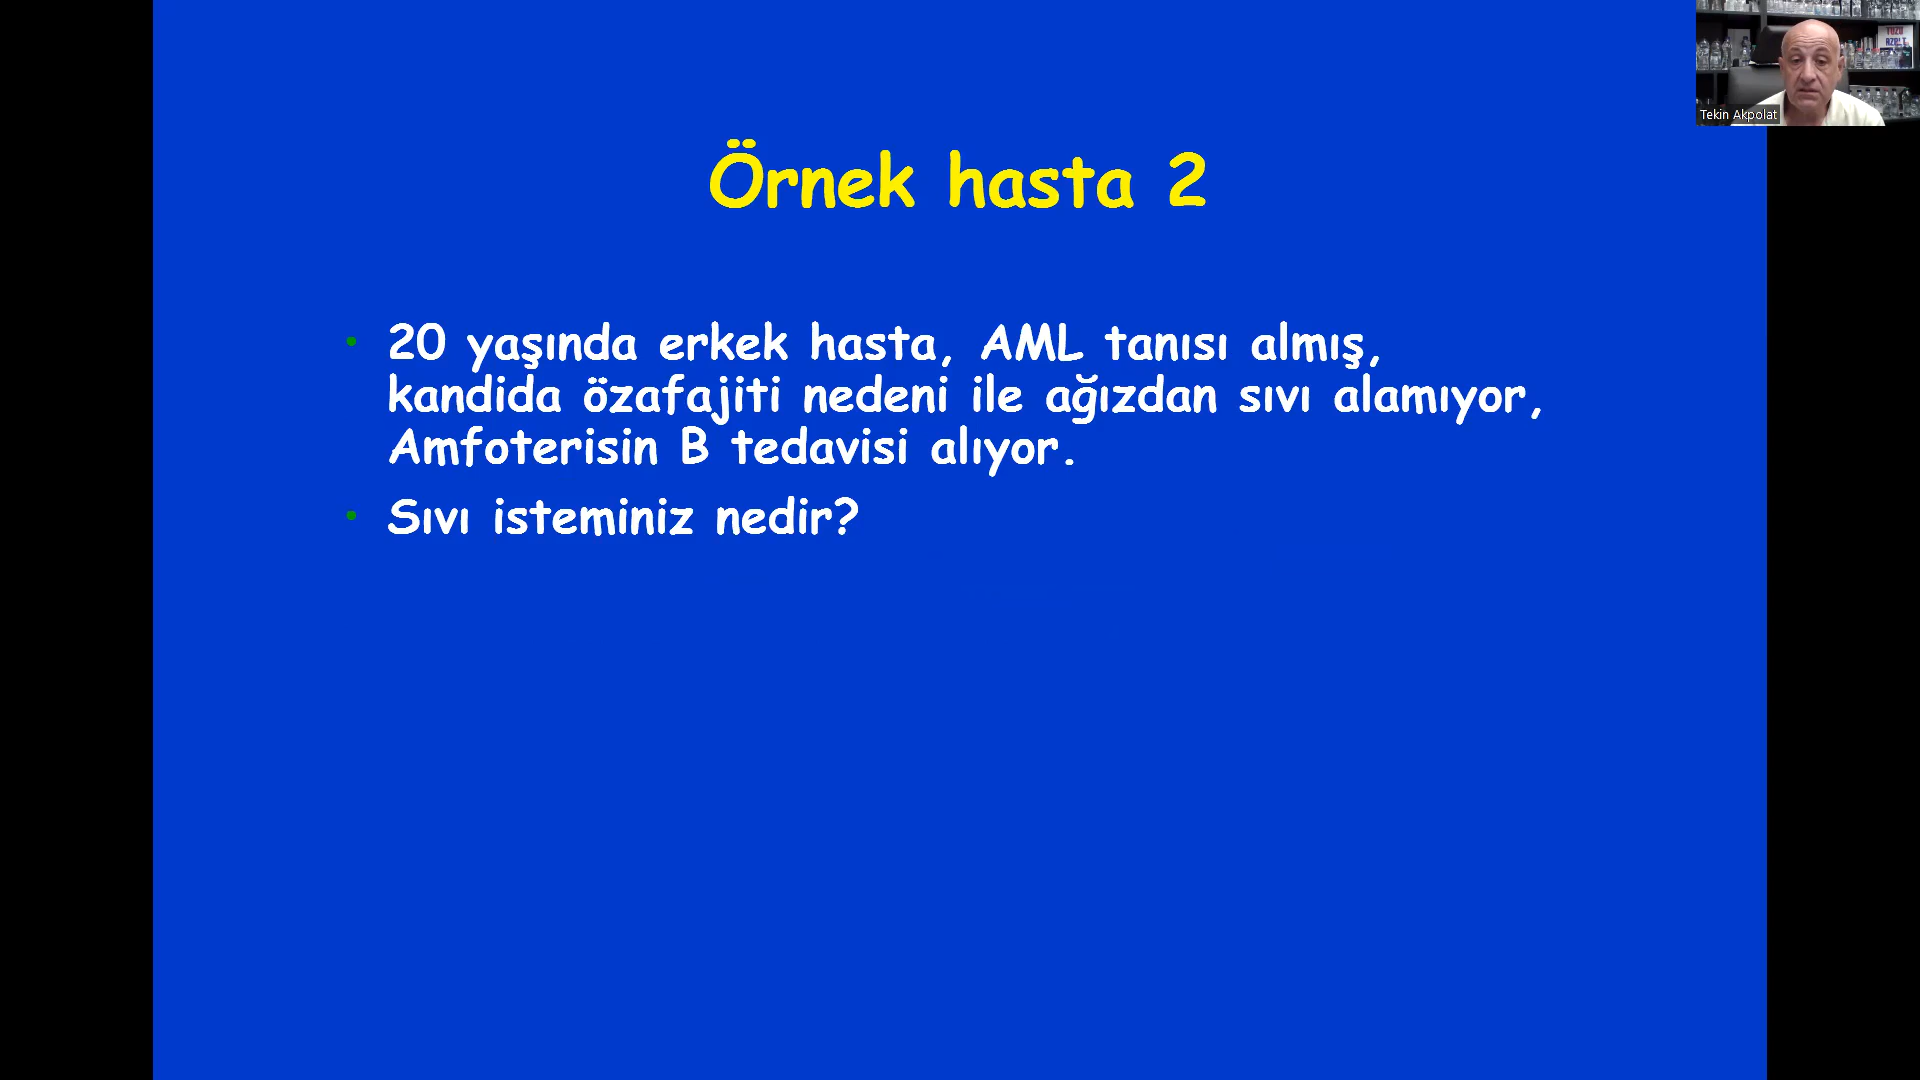 Tekin Akpolat
Örnek hasta 2
• 20 yaşında erkek hasta, AML tanısı almış,
kandida özafajiti nedeni ile ağızdan sıvı alamıyor,
Amfoterisin B tedavisi alıyor.
• Sıvı isteminiz nedir?